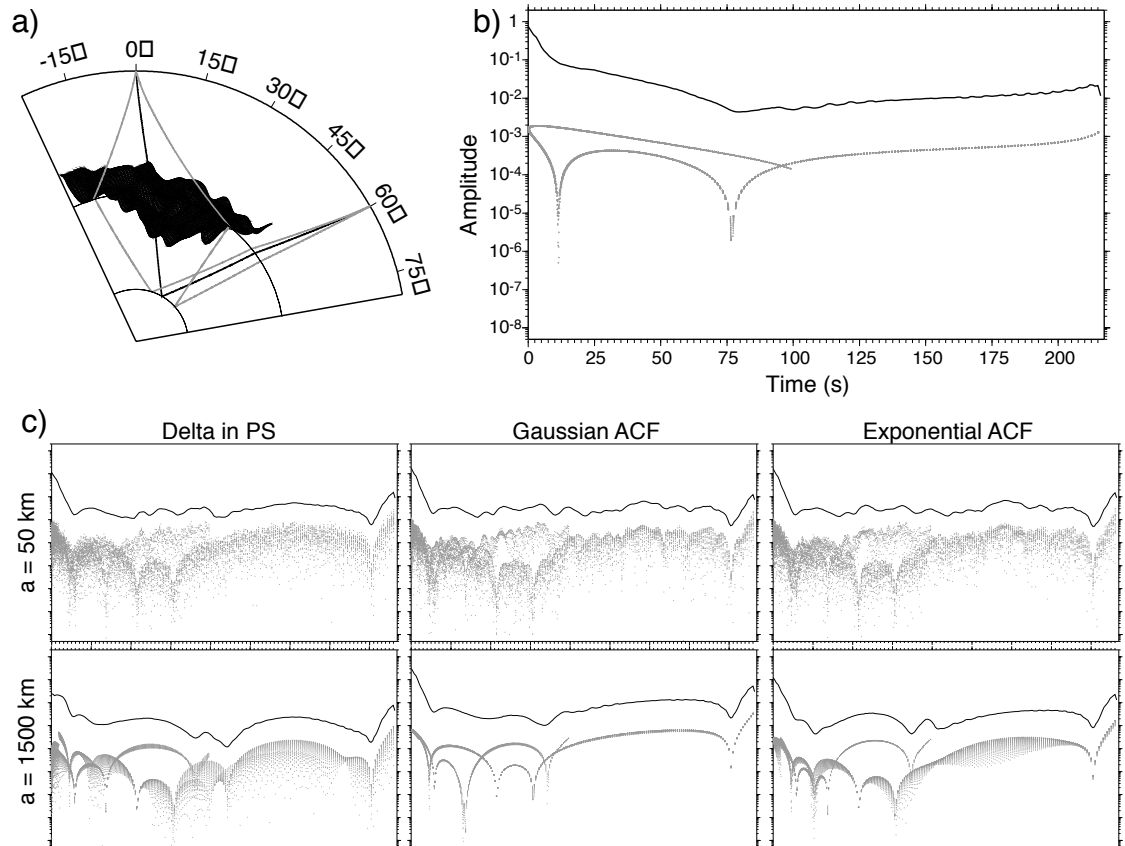 a)
-15□
0□
15□
30□
45□
60□
75□
b)
1
10-1
10-2
10-3
10-4
10-5
10-6
10-7
10-8
Amplitude
0
25
50
75
100
125
150
175
200
Time (s)
c)
Delta in PS
Gaussian ACF
Exponential ACF
a = 50 km
a = 1500 km